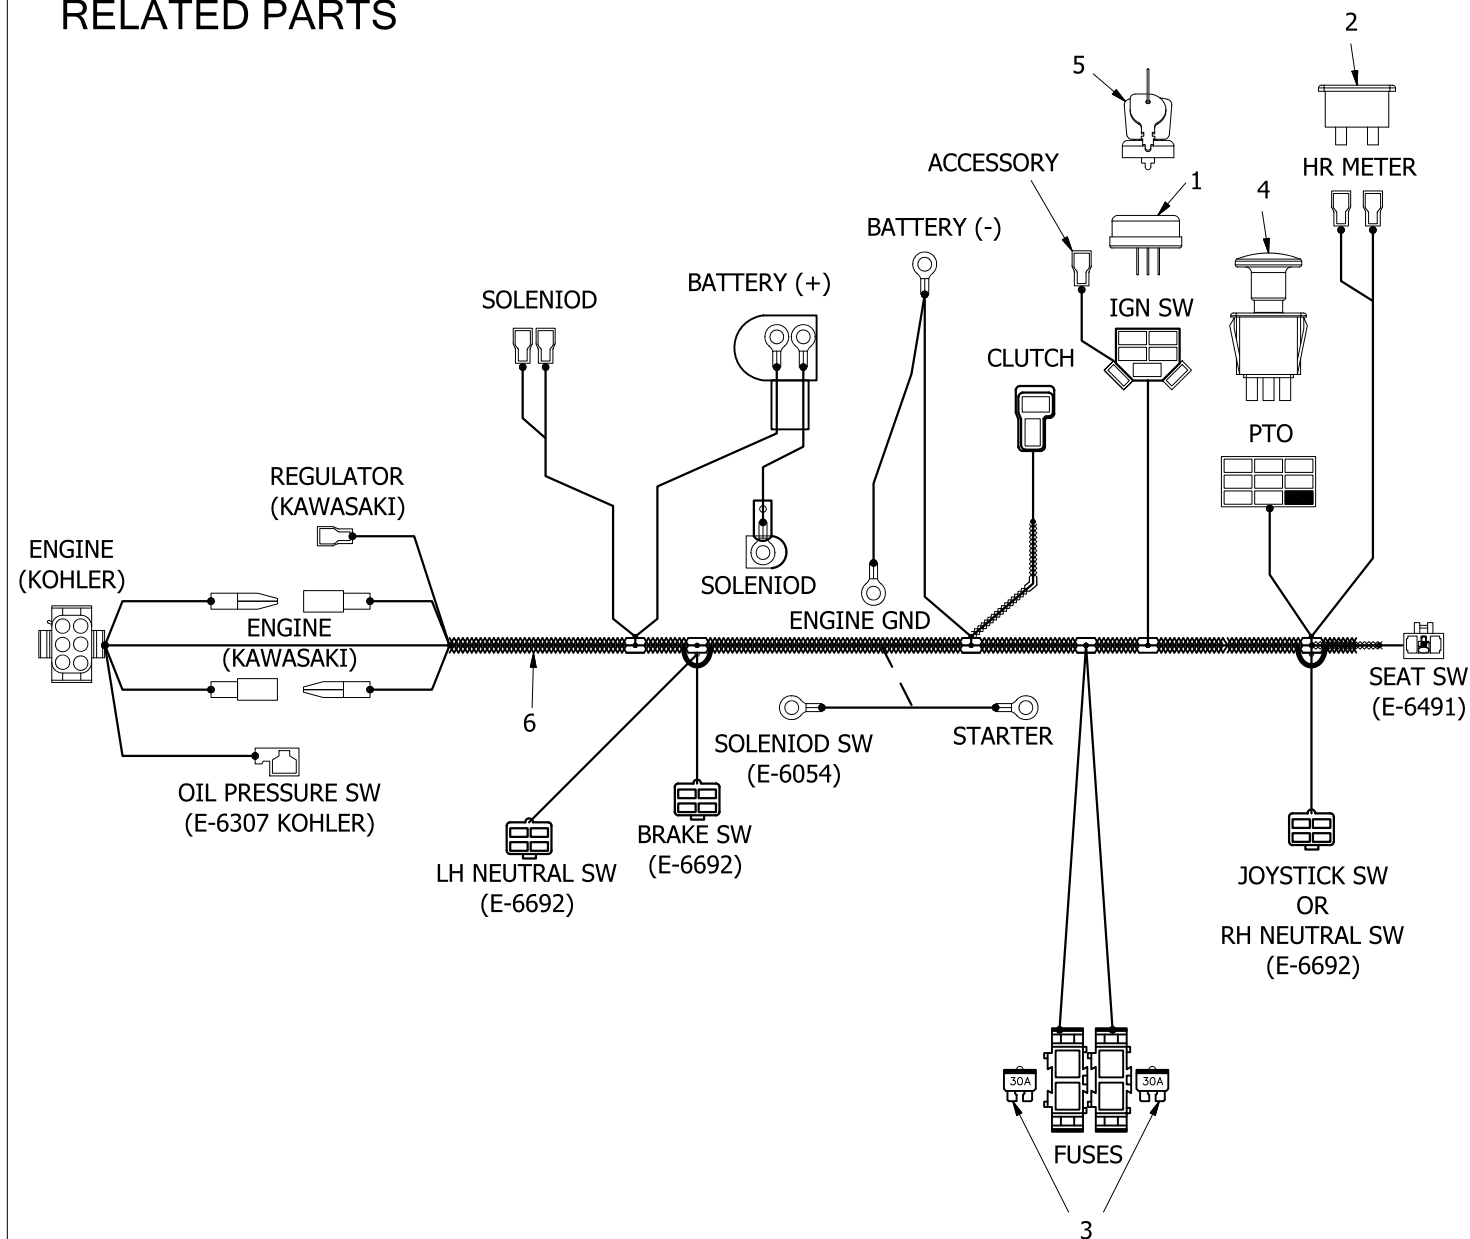 RELATED PARTS
2
5
ACCESSORY
1
4
HR METER
BATTERY (-)
BATTERY (+)
SOLENIOD
IGN SW
CLUTCH
PTO
REGULATOR
(KAWASAKI)
ENGINE
(KOHLER)
SOLENIOD
ENGINE GND
ENGINE
(KAWASAKI)
6
SEAT SW
(E-6491)
SOLENIOD SW
(E-6054)
STARTER
OIL PRESSURE SW
(E-6307 KOHLER)
BRAKE SW
(E-6692)
LH NEUTRAL SW
(E-6692)
JOYSTICK SW
OR
RH NEUTRAL SW
(E-6692)
30A
30A
FUSES
3